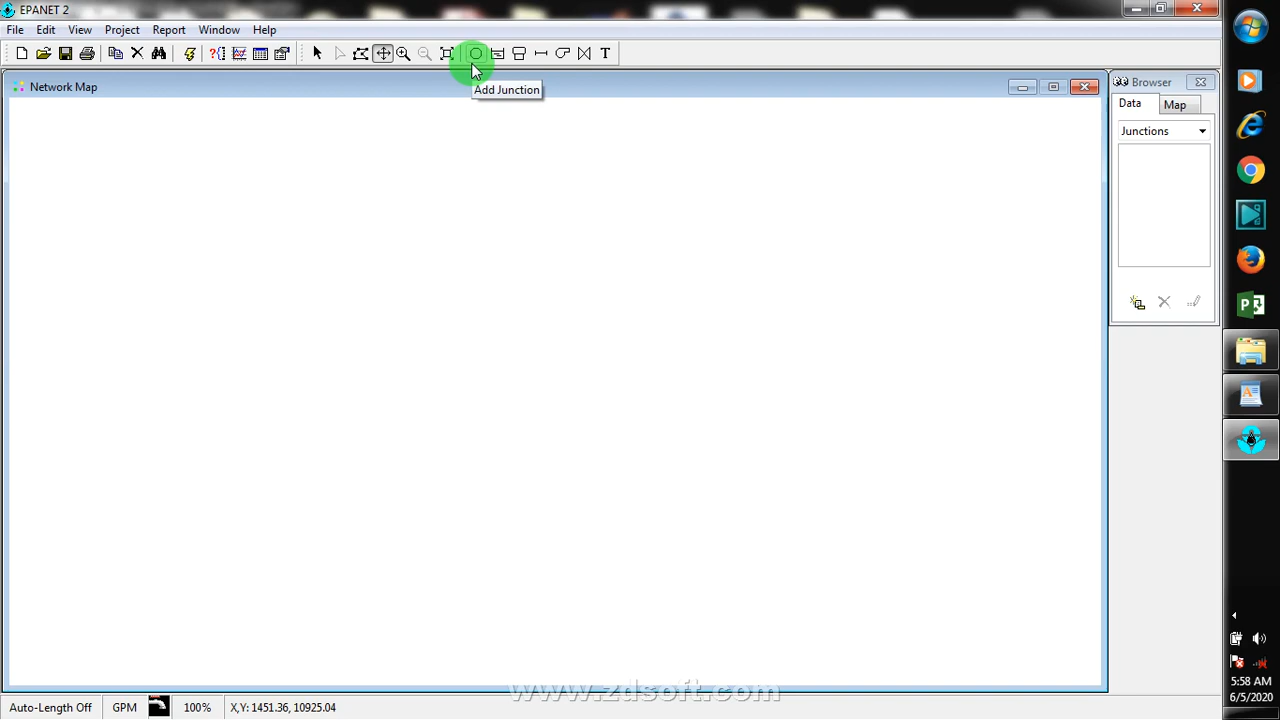 EPANET 2
File Edit View Project Report Window Help
T
Add Junction
Network Map
Browser
Data Map
Junctions
5:58 AM
6/5/2020
Auto-Length Off GPM 100% X,Y: 1451.36, 10925.04
www.zdsoft.com